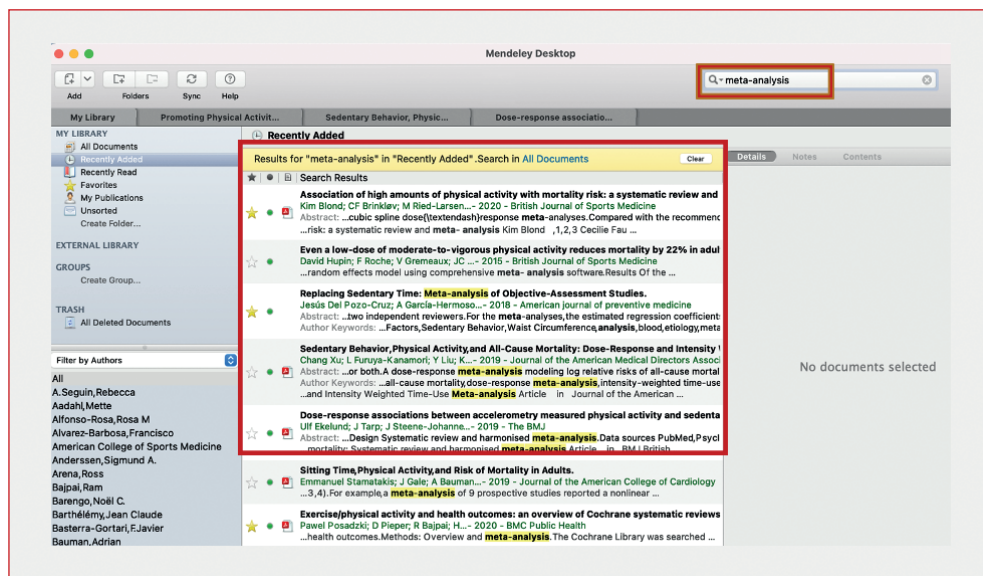 Mendeley Desktop
meta-analysis
Add Folders Sync Help
My Library Promoting Physical Activit... Sedentary Behavior, Physic... Dose-response associatio...
MY LIBRARY
All Documents
Recently Added
Recently Read
Favorites
My Publications
Unsorted
Create Folder...
EXTERNAL LIBRARY
GROUPS
Create Group...
TRASH
All Deleted Documents
Filter by Authors
All
A.Seguin,Rebecca
Aadahl,Mette
Alfonso-Rosa,Rosa M
Alvarez-Barbosa,Francisco
American College of Sports Medicine
Anderssen,Sigmund A.
Arena,Ross
Bajpai,Ram
Barengo,Noël C.
Barthélémy,Jean Claude
Basterra-Gortari,F.Javier
Bauman,Adrian
Recently Added
Results for "meta-analysis" in "Recently Added".Search in All Documents Clear
Search Results
Association of high amounts of physical activity with mortality risk: a systematic review and
Kim Blond; CF Brinkløv; M Ried-Larsen...- 2020 - British Journal of Sports Medicine
Abstract: ...cubic spline dose{\textendash}response meta-analyses.Compared with the recommenc
...risk: a systematic review and meta- analysis Kim Blond ,1,2,3 Cecilie Fau ...
Even a low-dose of moderate-to-vigorous physical activity reduces mortality by 22% in adul
David Hupin; F Roche; V Gremeaux; JC ...- 2015 - British Journal of Sports Medicine
...random effects model using comprehensive meta- analysis software.Results Of the ...
Replacing Sedentary Time: Meta-analysis of Objective-Assessment Studies.
Jesús Del Pozo-Cruz; A García-Hermoso...- 2018 - American journal of preventive medicine
Abstract: ...two independent reviewers.For the meta-analyses,the estimated regression coefficient
Author Keywords: ...Factors,Sedentary Behavior,Waist Circumference,analysis,blood,etiology,meta
Sedentary Behavior,Physical Activity,and All-Cause Mortality: Dose-Response and Intensity
Chang Xu; L Furuya-Kanamori; Y Liu; K...- 2019 - Journal of the American Medical Directors Associ
Abstract: ...or both.A dose-response meta-analysis modeling log relative risks of all-cause mortal
Author Keywords: ...all-cause mortality,dose-response meta-analysis,intensity-weighted time-use
...and Intensity Weighted Time-Use Meta-analysis Article in Journal of the American ...
Dose-response associations between accelerometry measured physical activity and sedenta
Ulf Ekelund; J Tarp; J Steene-Johanne...- 2019 - The BMJ
Abstract: ...Design Systematic review and harmonised meta-analysis.Data sources PubMed,Psycl
...mortality: Systematic review and harmonised meta-analysis Article in BMJ British
Sitting Time,Physical Activity,and Risk of Mortality in Adults.
Emmanuel Stamatakis; J Gale; A Bauman...- 2019 - Journal of the American College of Cardiology
...3,4).For example,a meta-analysis of 9 prospective studies reported a nonlinear ...
Exercise/physical activity and health outcomes: an overview of Cochrane systematic reviews
Pawel Posadzki; D Pieper; R Bajpai; H...- 2020 - BMC Public Health
...health outcomes.Methods: Overview and meta-analysis.The Cochrane Library was searched ...
Details Notes Contents
No documents selected